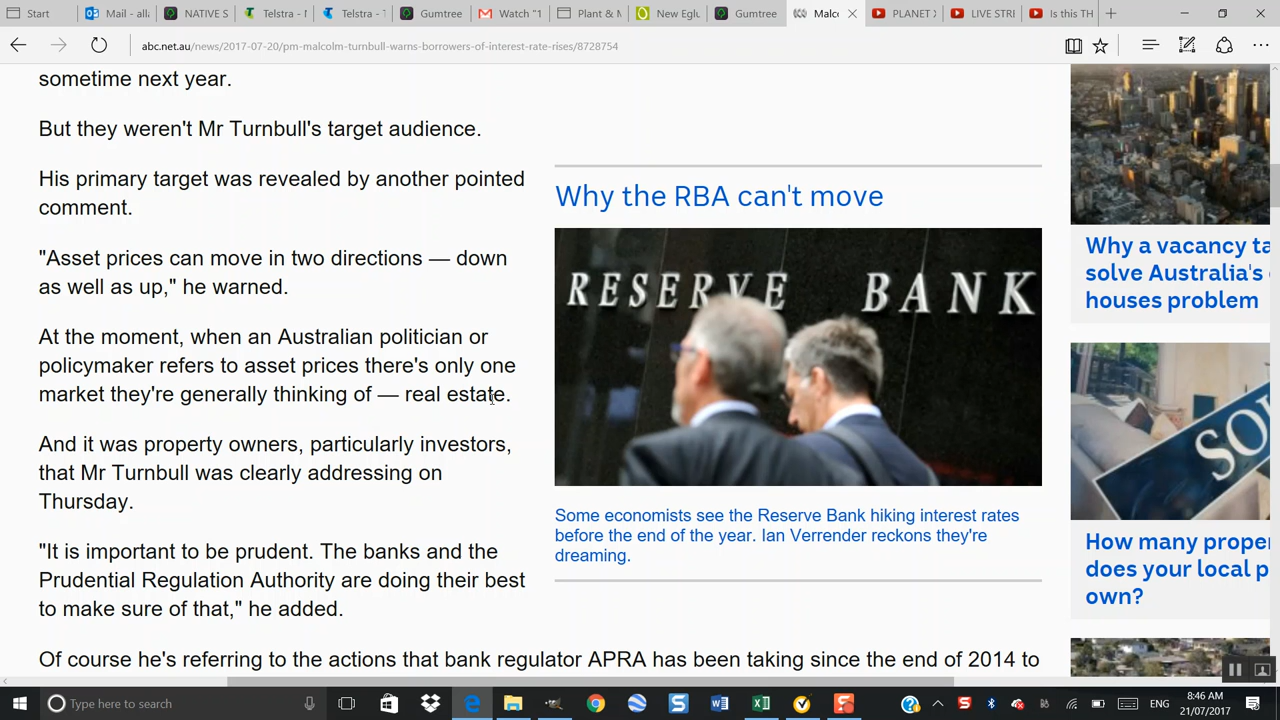 Start
Mail - alla
NATIVE S
Telstra - N
Telstra - T
Gumtree
Watch "1
Plant & M
New Eglu
Gumtree
Malco
PLANET X
LIVE STRE
Is this TH
abc.net.au/news/2017-07-20/pm-malcolm-turnbull-warns-borrowers-of-interest-rate-rises/8728754
sometime next year.
But they weren't Mr Turnbull's target audience.
His primary target was revealed by another pointed
comment.
"Asset prices can move in two directions — down
as well as up," he warned.
At the moment, when an Australian politician or
policymaker refers to asset prices there's only one
market they're generally thinking of — real estate.
And it was property owners, particularly investors,
that Mr Turnbull was clearly addressing on
Thursday.
"It is important to be prudent. The banks and the
Prudential Regulation Authority are doing their best
to make sure of that," he added.
Of course he's referring to the actions that bank regulator APRA has been taking since the end of 2014 to
Why the RBA can't move
RESERVE BANK
Some economists see the Reserve Bank hiking interest rates
before the end of the year. Ian Verrender reckons they're
dreaming.
Why a vacancy ta
solve Australia's
houses problem
SO
How many proper
does your local p
own?
Type here to search
ENG
8:46 AM
21/07/2017